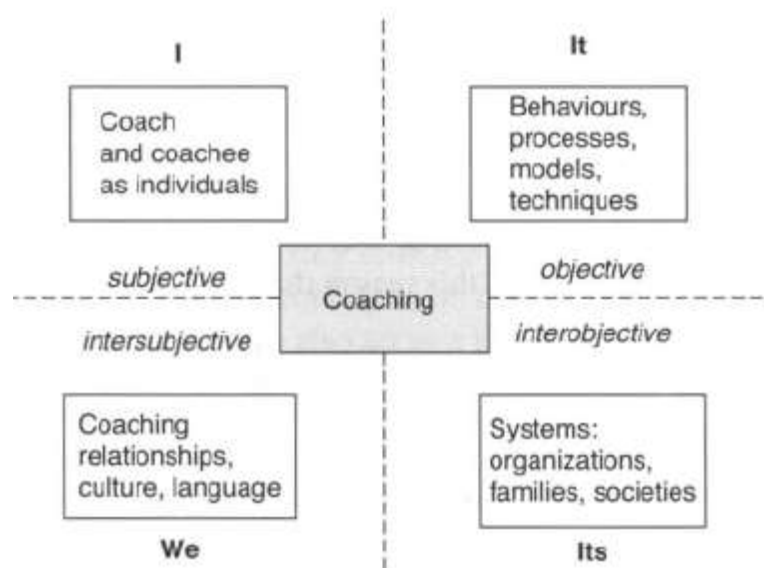 I
It
Coach
and coachee
as individuals
Behaviours,
processes,
models,
techniques
subjective
objective
Coaching
intersubjective
interobjective
Coaching
relationships,
culture, language
Systems:
organizations,
families, societies
We
Its